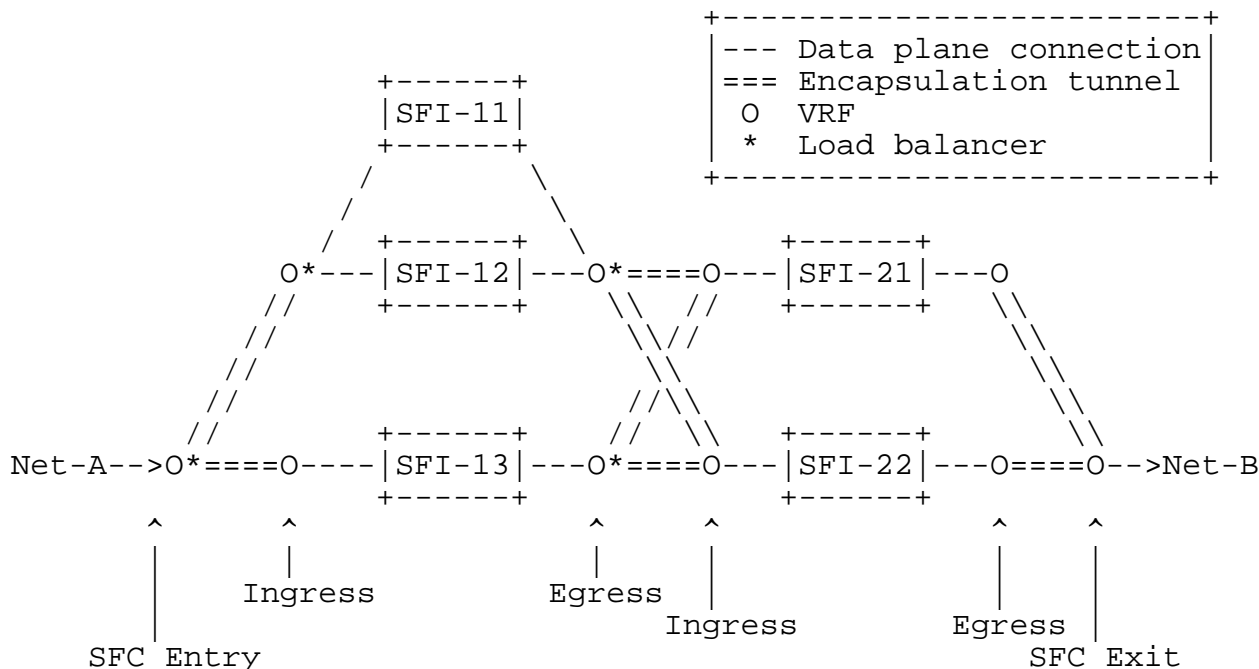 --- Data plane connection
=== Encapsulation tunnel
O VRF
* Load balancer
SFI-11
O*---|SFI-12|---O*====O---|SFI-21|---O
Net-A-->O*====O----|SFI-13|---O*====O---|SFI-22|---O====O-->Net-B
Ingress Egress
Ingress Egress
SFC Entry SFC Exit